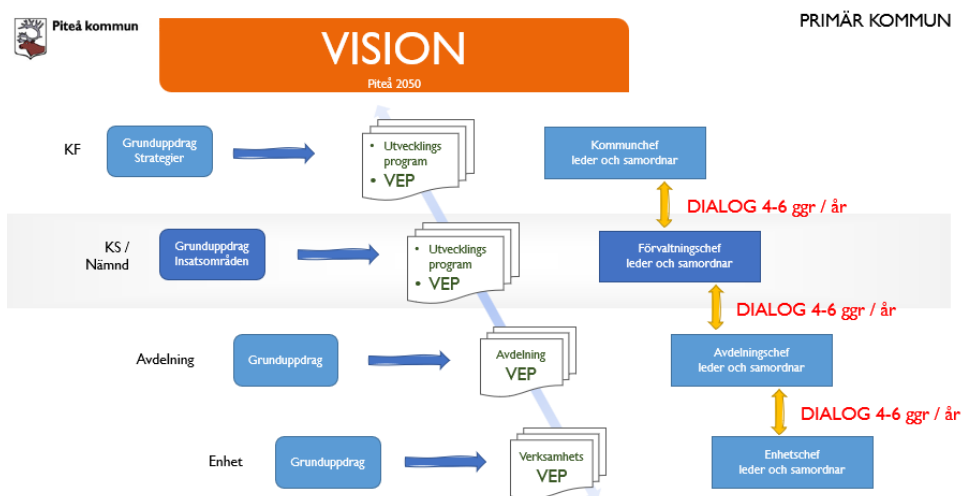 Piteå kommun
PRIMÄR KOMMUN
VISION
Piteå 2050
KF
Grunduppdrag
Strategier
• Utvecklings
program
• VEP
Kommunchef
leder och samordnar
DIALOG 4-6 ggr / år
KS /
Nämnd
Grunduppdrag
Insatsområden
• Utvecklings
program
• VEP
Förvaltningschef
leder och samordnar
DIALOG 4-6 ggr / år
Avdelning
Grunduppdrag
Avdelning
VEP
Avdelningschef
leder och samordnar
DIALOG 4-6 ggr / år
Enhet
Grunduppdrag
Verksamhets
VEP
Enhetschef
leder och samordnar